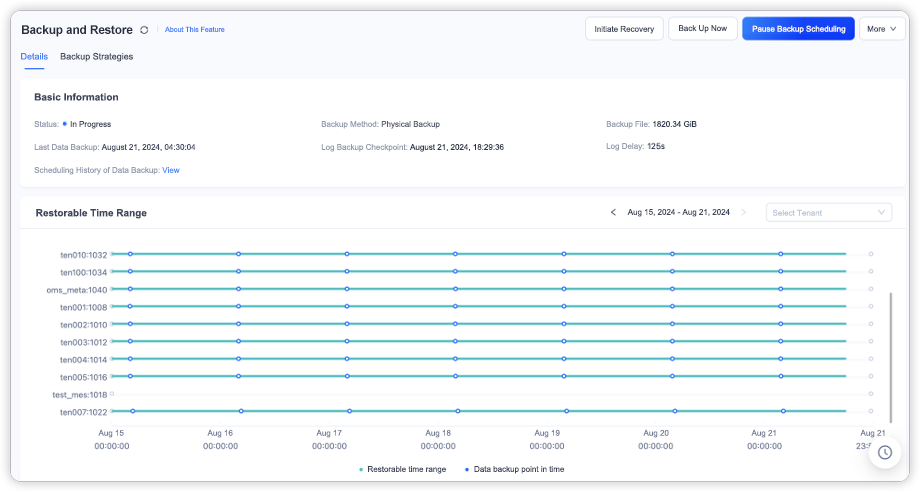 Backup and Restore About This Feature Initiate Recovery Back Up Now Pause Backup Scheduling More
Details Backup Strategies
Basic Information
Status: In Progress Backup Method: Physical Backup Backup File: 1820.34 GiB
Last Data Backup: August 21, 2024, 04:30:04 Log Backup Checkpoint: August 21, 2024, 18:29:36 Log Delay: 125s
Scheduling History of Data Backup: View
Restorable Time Range Aug 15, 2024 - Aug 21, 2024 Select Tenant
ten010:1032
ten100:1034
oms_meta:1040
ten001:1008
ten002:1010
ten003:1012
ten004:1014
ten005:1016
test_mes:1018
ten007:1022
Aug 15 Aug 16 Aug 17 Aug 18 Aug 19 Aug 20 Aug 21 Aug 21
00:00:00 00:00:00 00:00:00 00:00:00 00:00:00 00:00:00 00:00:00
Restorable time range Data backup point in time